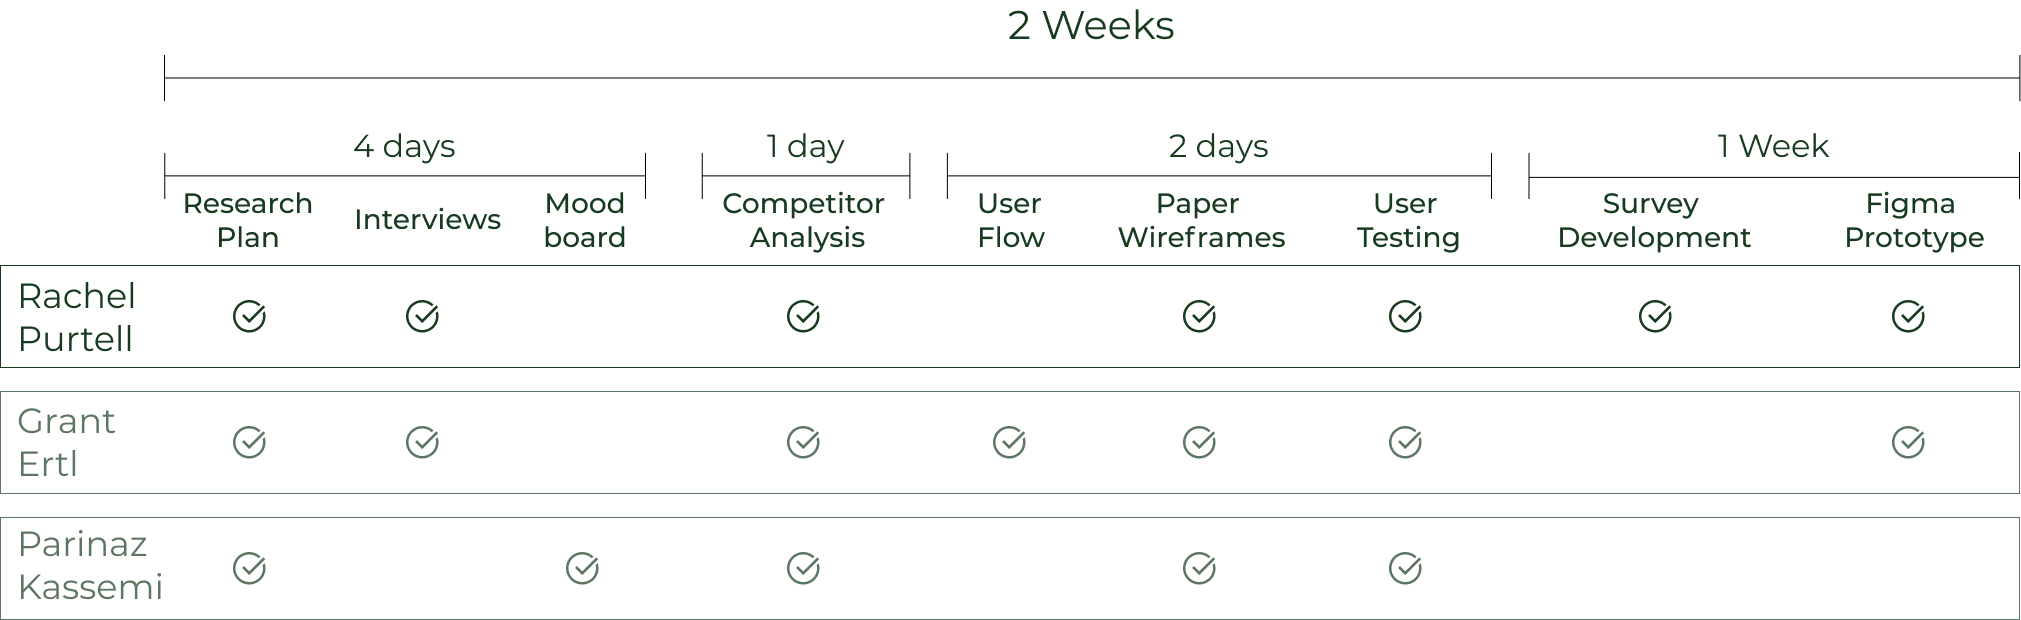 2 Weeks
4 days
1 day
2 days
1 Week
Research
Plan
Interviews
Mood
board
Competitor
Analysis
User
Flow
Paper
Wireframes
User
Testing
Survey
Development
Figma
Prototype
Rachel
Purtell
Grant
Ertl
Parinaz
Kassemi